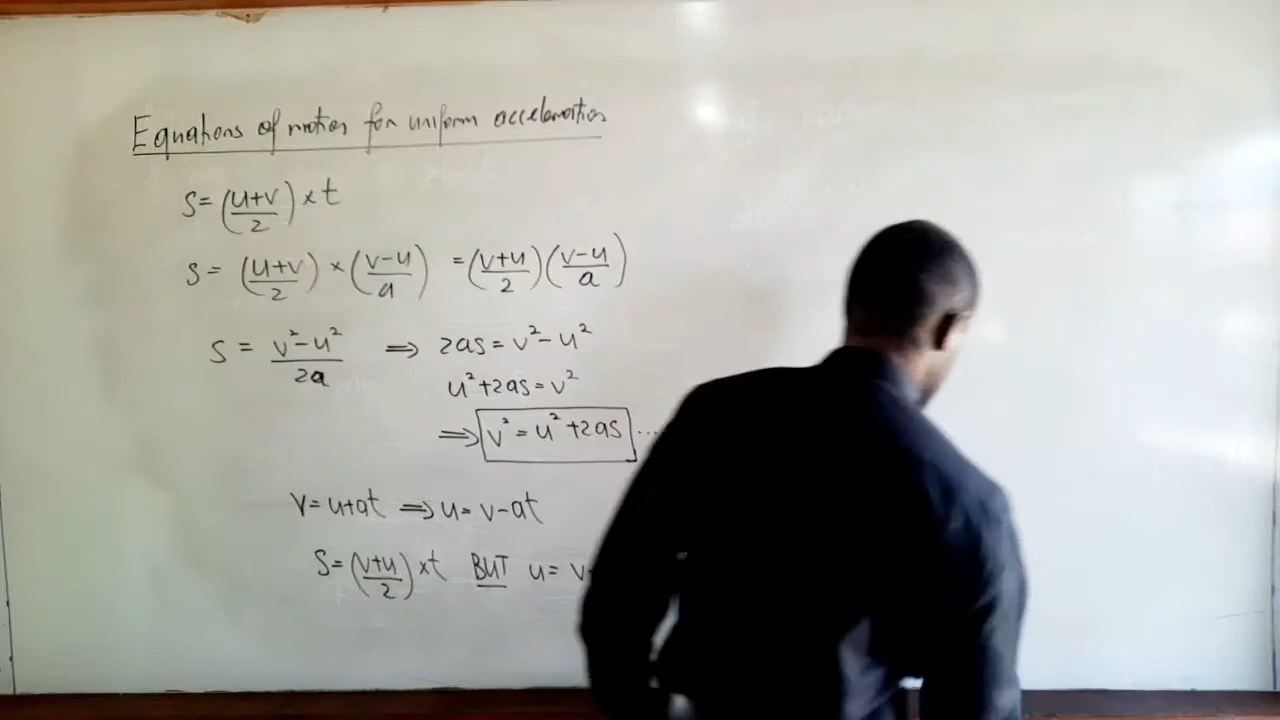 Equations of motion for uniform acceleration
S = (u+v / 2) × t
S = (u+v / 2) × (v-u / a) = (v+u / 2)(v-u / a)
S = v² - u² / 2a ⟹ 2as = v² - u²
u² + 2as = v²
⟹ v² = u² + 2as ...
V = u+at ⟹ u = v-at
S = (v+u / 2) × t BUT u = v-